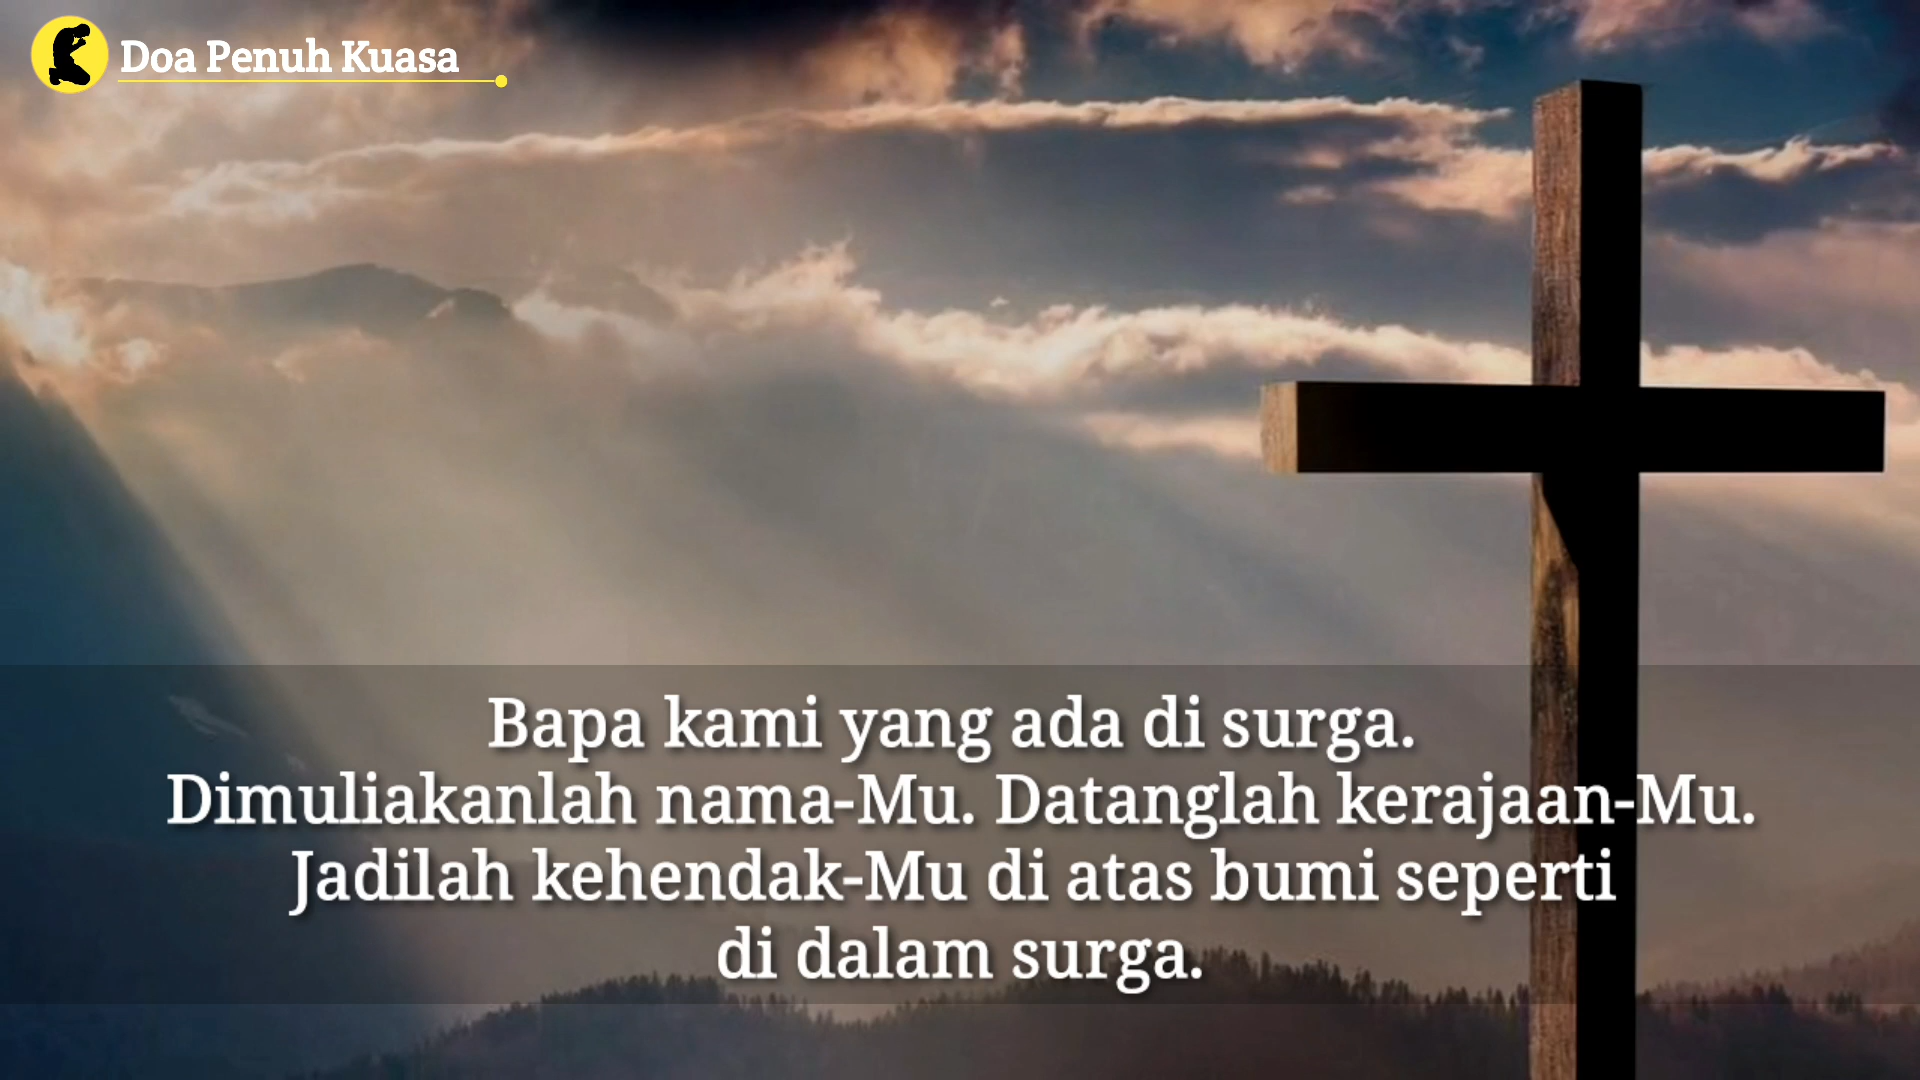 Doa Penuh Kuasa
Bapa kami yang ada di surga.
Dimuliakanlah nama-Mu. Datanglah kerajaan-Mu.
Jadilah kehendak-Mu di atas bumi seperti
di dalam surga.